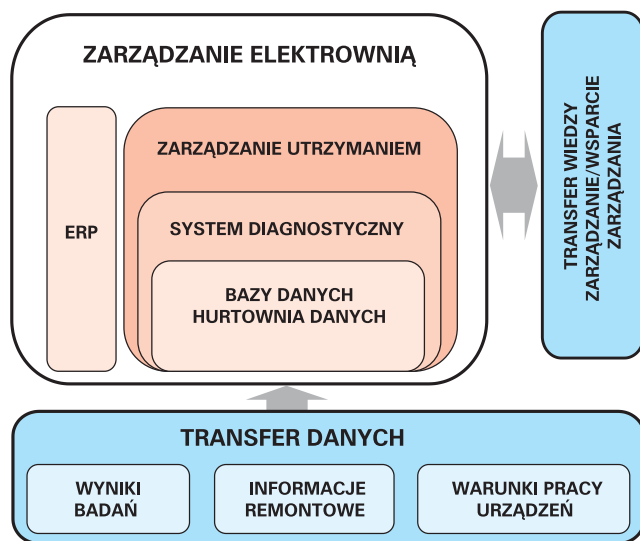 ZARZĄDZANIE ELEKTROWNIĄ
ERP
ZARZĄDZANIE UTRZYMANIEM
SYSTEM DIAGNOSTYCZNY
BAZY DANYCH
HURTOWNIA DANYCH
TRANSFER WIEDZY
ZARZĄDZANIE/WSPARCIE
ZARZĄDZANIA
TRANSFER DANYCH
WYNIKI
BADAŃ
INFORMACJE
REMONTOWE
WARUNKI PRACY
URZĄDZEŃ